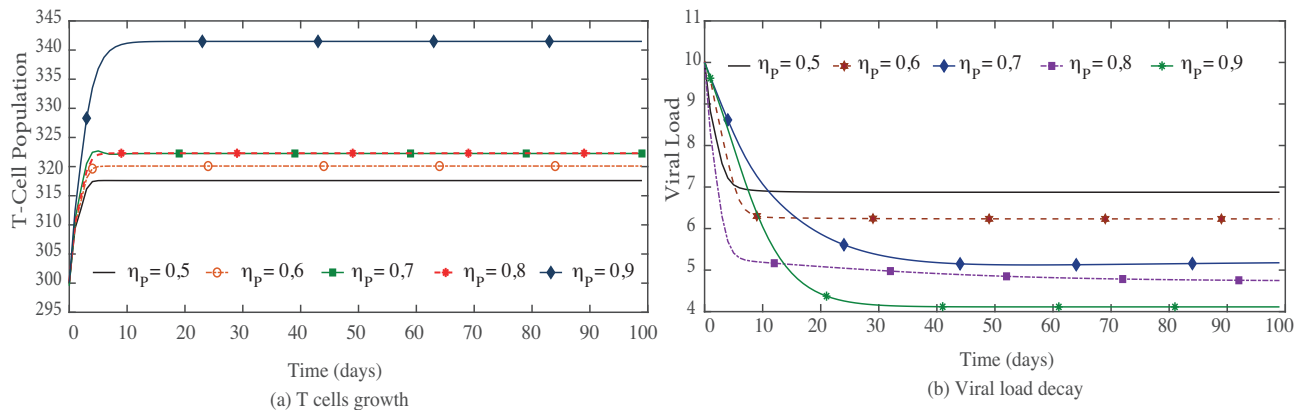 345
340
335
330
325
320
315
310
305
300
295
T-Cell Population
η_P = 0,5 η_P = 0,6 η_P = 0,7 η_P = 0,8 η_P = 0,9
0 10 20 30 40 50 60 70 80 90 100
Time (days)
(a) T cells growth
11
10
9
8
7
6
5
4
Viral Load
η_P = 0,5 η_P = 0,6 η_P = 0,7 η_P = 0,8 η_P = 0,9
0 10 20 30 40 50 60 70 80 90 100
Time (days)
(b) Viral load decay